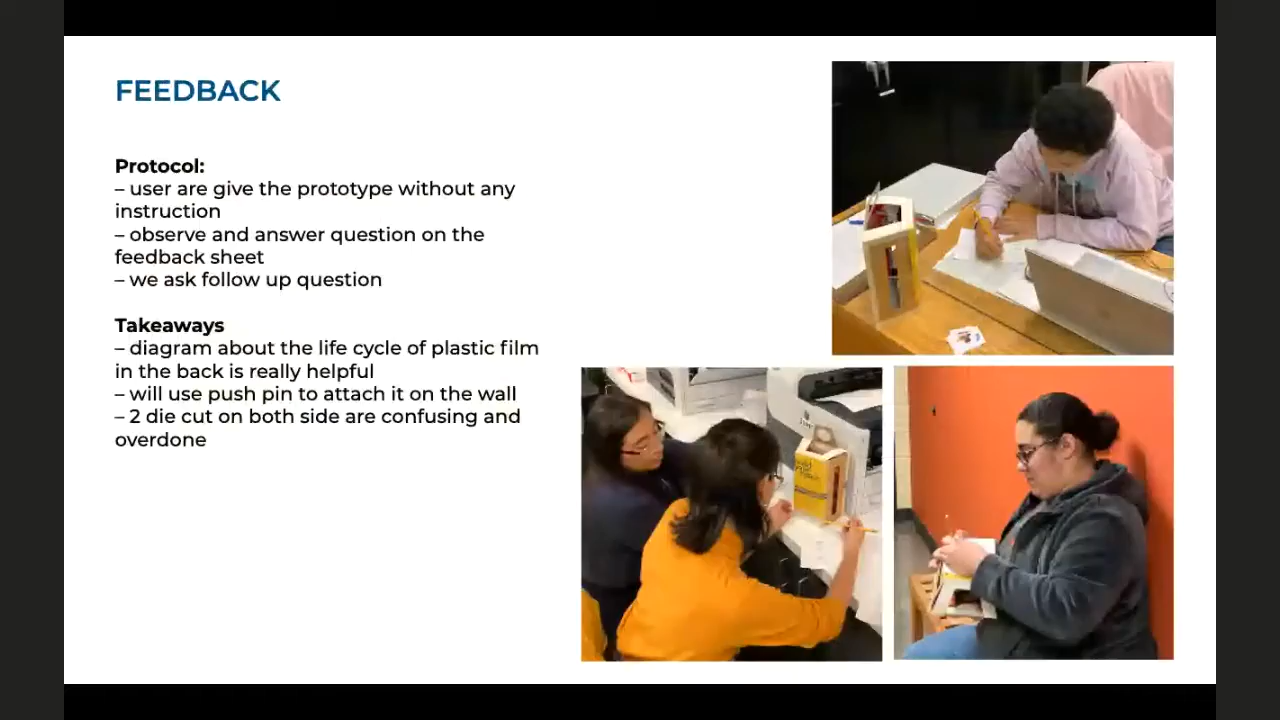 FEEDBACK
Protocol:
– user are give the prototype without any
instruction
– observe and answer question on the
feedback sheet
– we ask follow up question
Takeaways
– diagram about the life cycle of plastic film
in the back is really helpful
– will use push pin to attach it on the wall
– 2 die cut on both side are confusing and
overdone